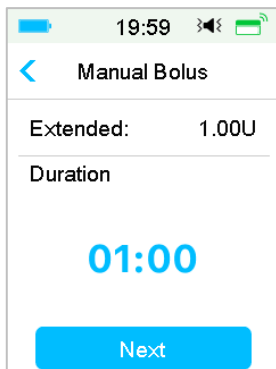 19:59
Manual Bolus
Extended: 1.00U
Duration
01:00
Next